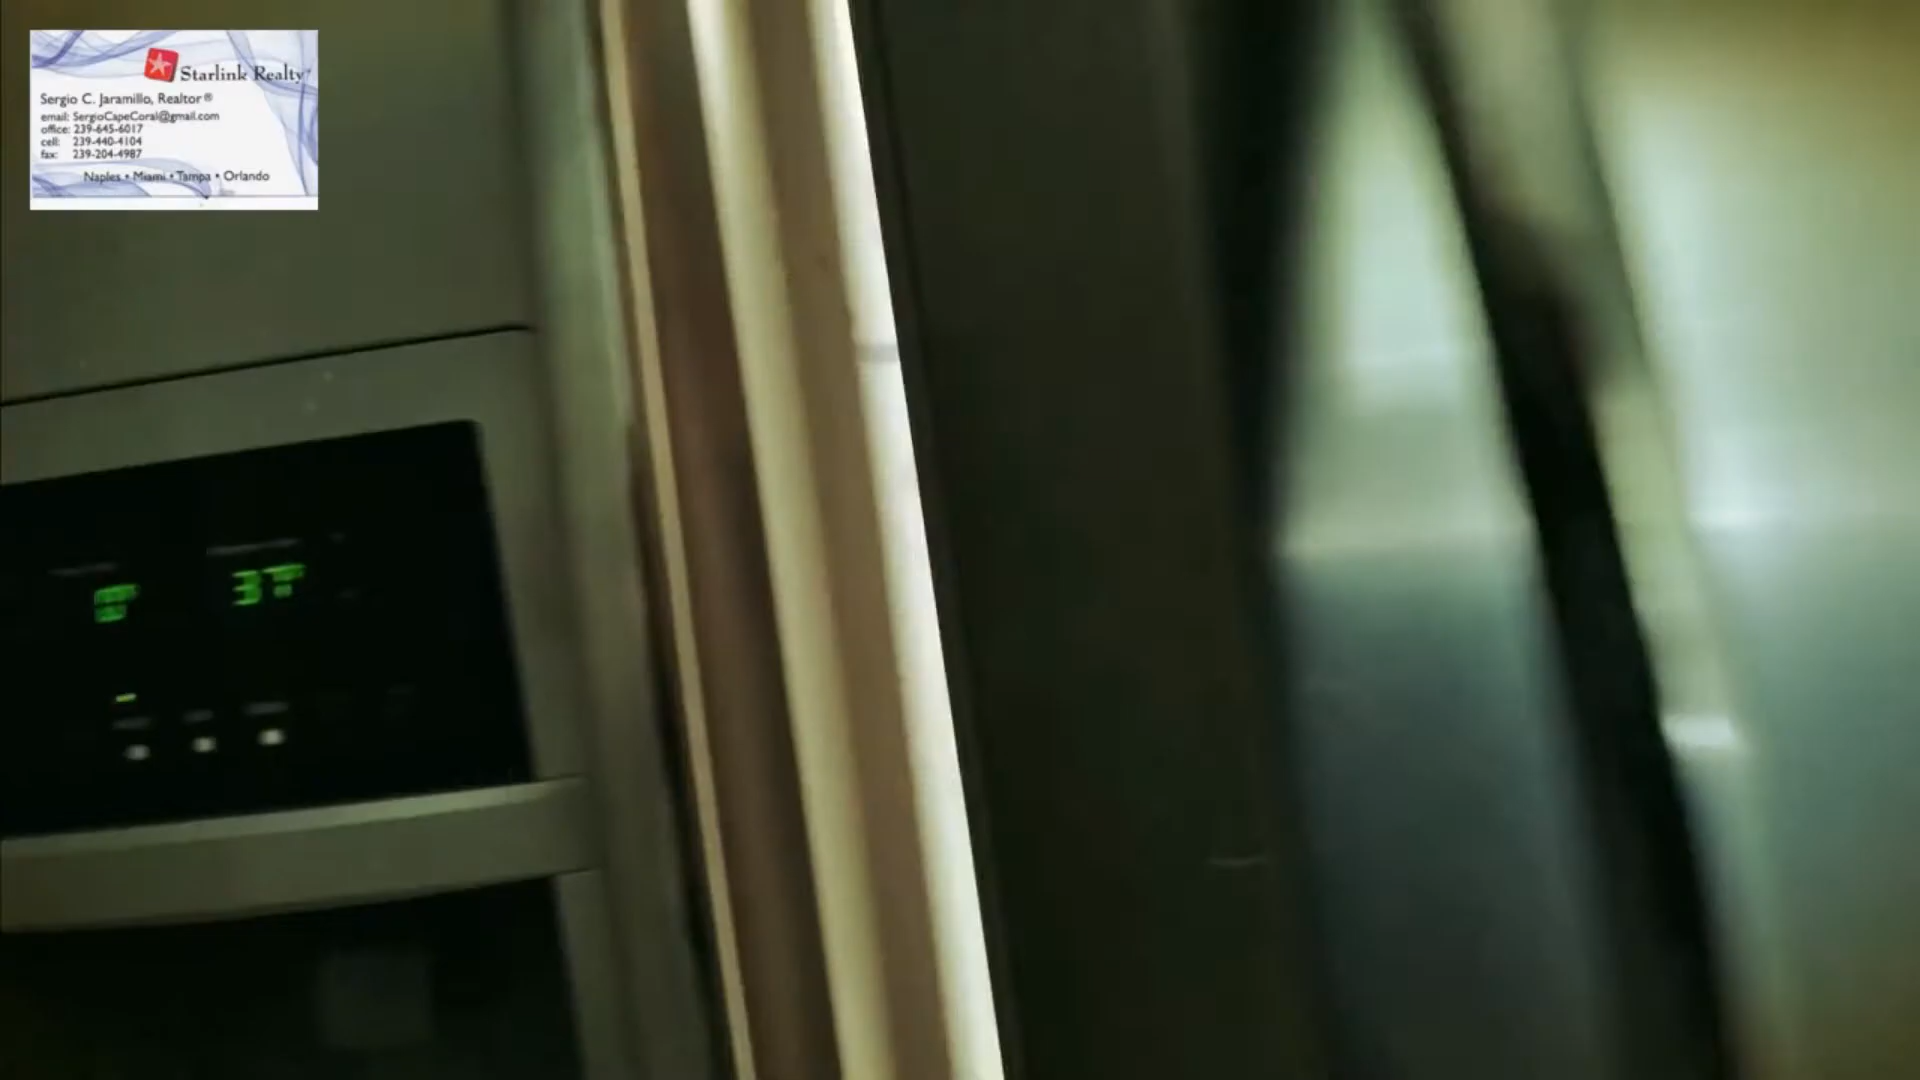 Starlink Realty
Sergio C. Jaramillo, Realtor®
email: SergioCapeCoral@gmail.com
office: 239-645-6017
cell: 239-440-4104
fax: 239-204-4987
Naples • Miami • Tampa • Orlando
37